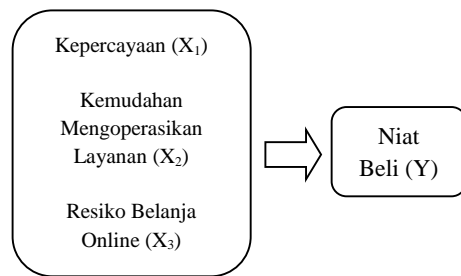 Kepercayaan (X₁)
Kemudahan
Mengoperasikan
Layanan (X₂)
Resiko Belanja
Online (X₃)
Niat
Beli (Y)